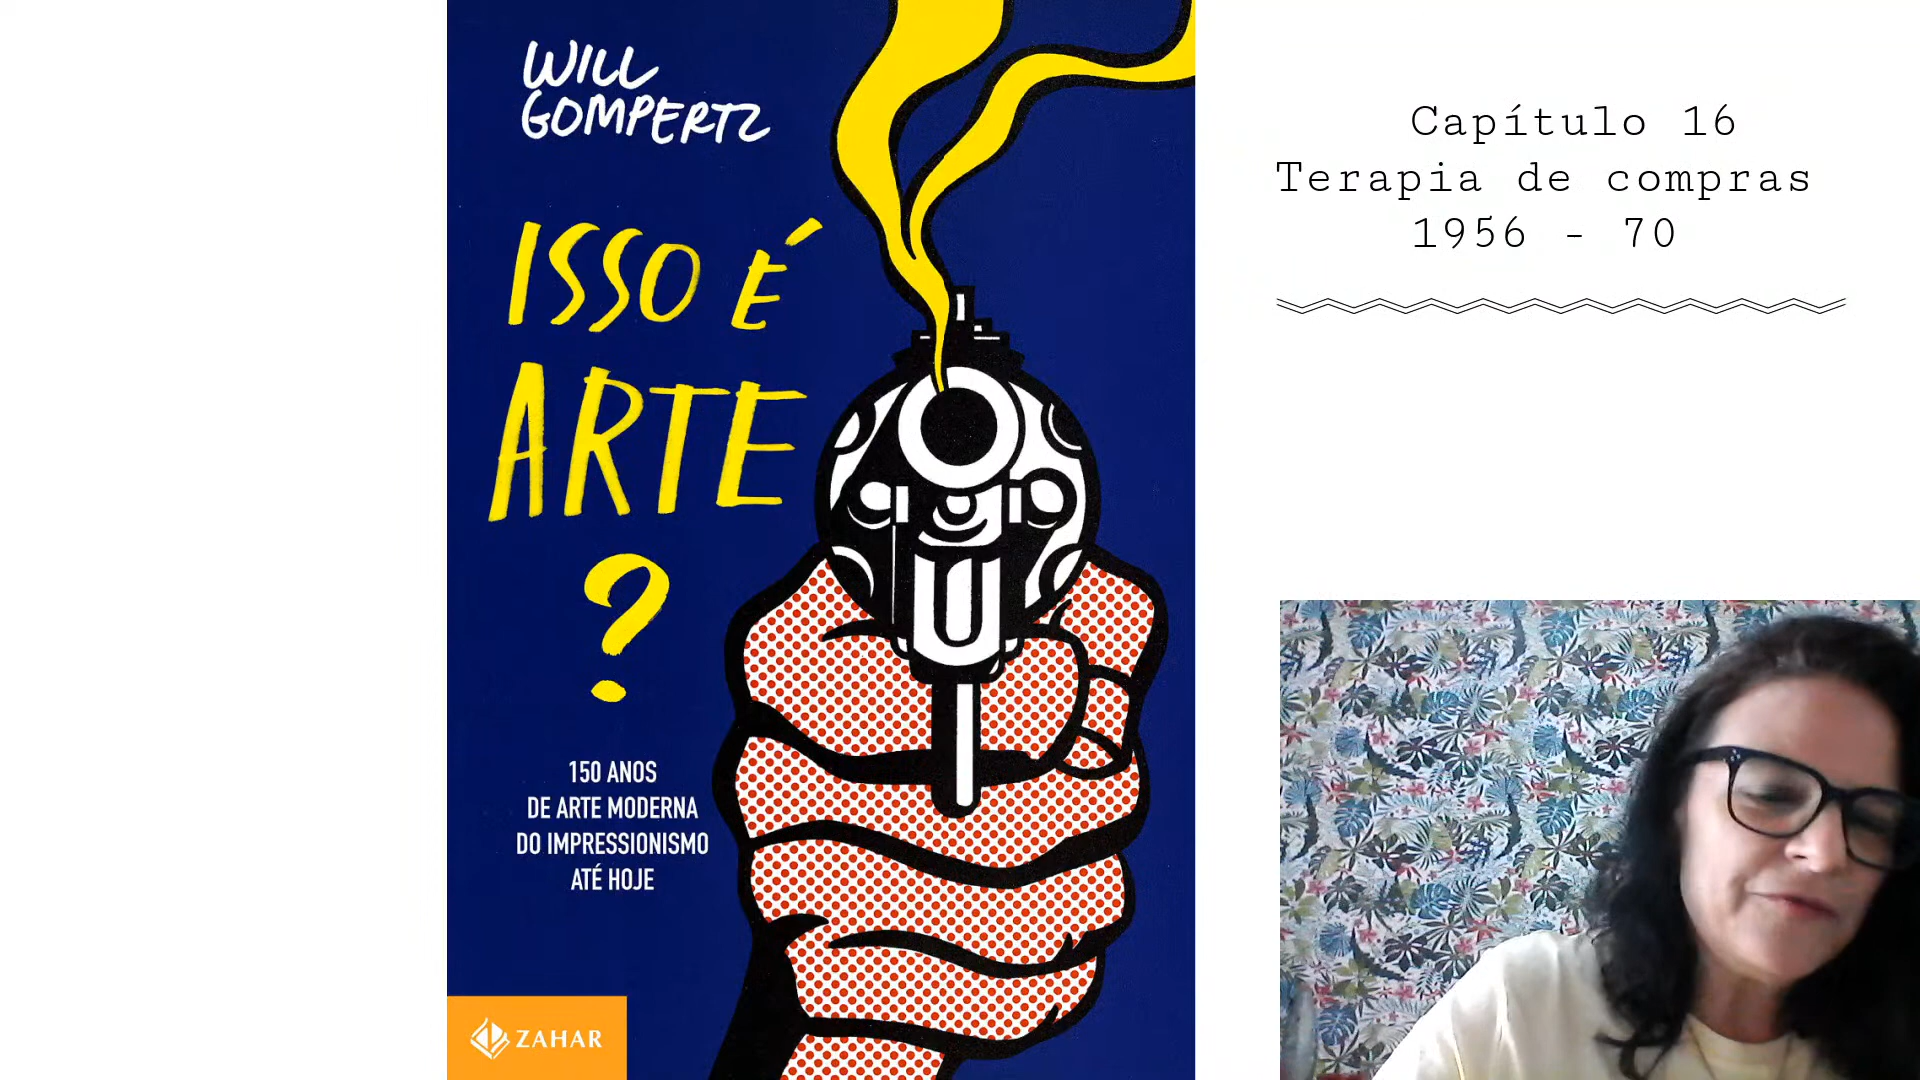 WILL
GOMPERTZ
ISSO É
ARTE
?
150 ANOS
DE ARTE MODERNA
DO IMPRESSIONISMO
ATÉ HOJE
ZAHAR
Capítulo 16
Terapia de compras
1956 - 70